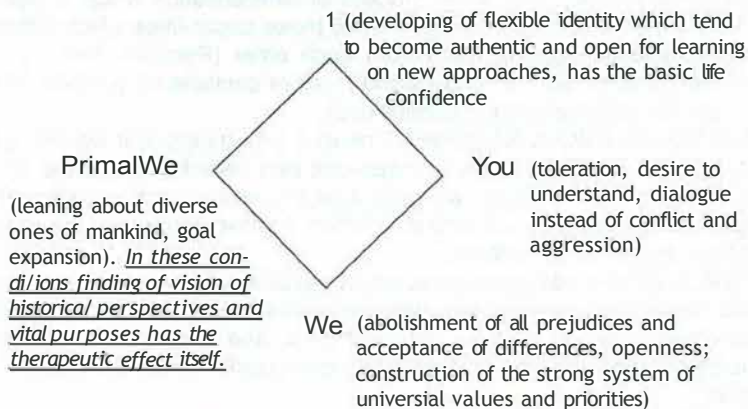 1 (developing of flexible identity which tend
to become authentic and open for learning
on new approaches, has the basic life
confidence
PrimalWe
(leaning about diverse
ones of mankind, goal
expansion). In these con-
di/ions finding of vision of
historical perspectives and
vital purposes has the
therapeutic effect itself.
You (toleration, desire to
understand, dialogue
instead of conflict and
aggression)
We (abolishment of all prejudices and
acceptance of differences, openness;
construction of the strong system of
universial values and priorities)